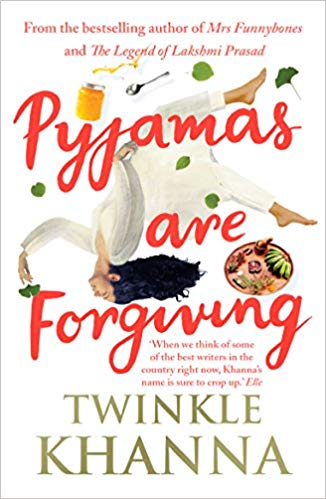 From the bestselling author of Mrs Funnybones
and The Legend of Lakshmi Prasad
Pyjamas
are
Forgiving
‘When we think of some
of the best writers in the
country right now, Khanna’s
name is sure to crop up.’ Elle
TWINKLE
KHANNA